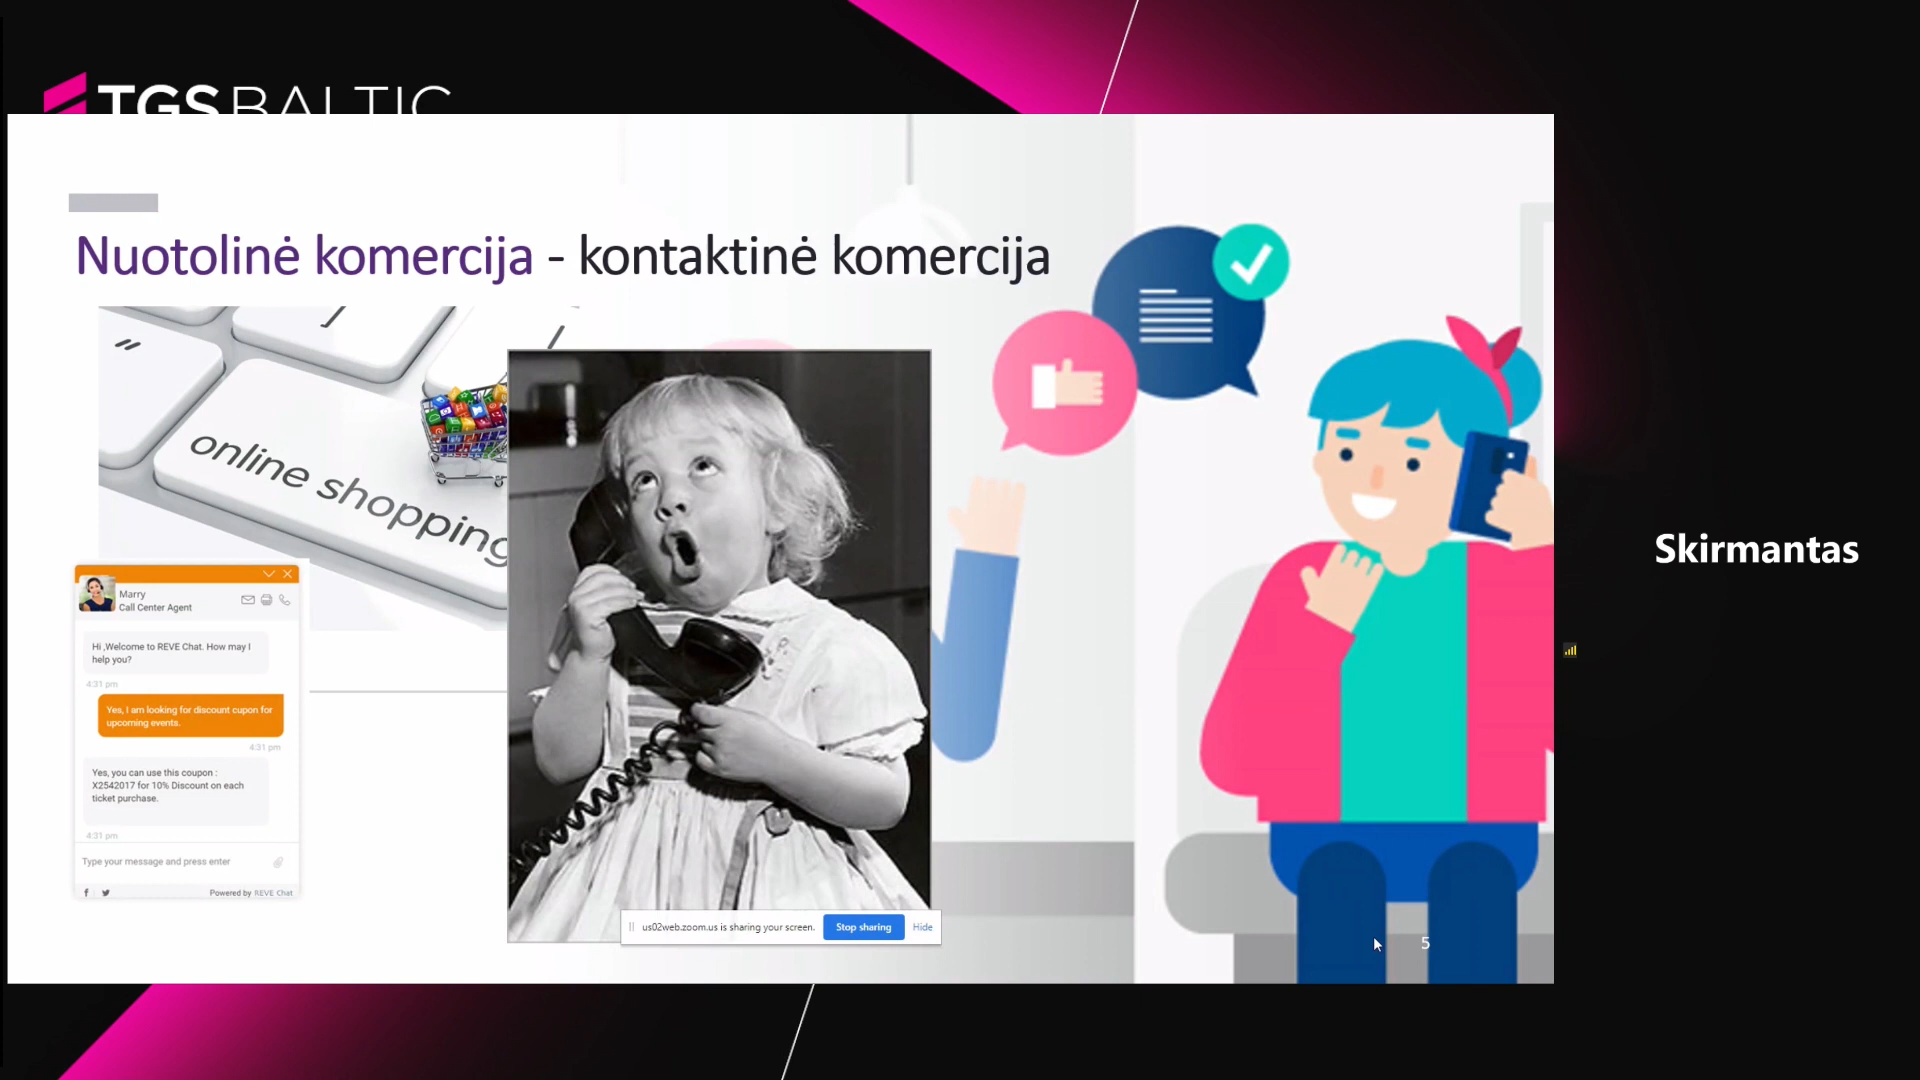 TGS BALTIC
Nuotolinė komercija - kontaktinė komercija
online shopping
Marry
Call Center Agent
Hi ,Welcome to REVE Chat. How may I
help you?
4:31 pm
Yes, I am looking for discount cupon for
upcoming events.
4:31 pm
Yes, you can use this coupon :
X2542017 for 10% Discount on each
ticket purchase.
4:31 pm
Type your message and press enter
Powered by REVE Chat
us02web.zoom.us is sharing your screen.
Stop sharing
Hide
5
Skirmantas